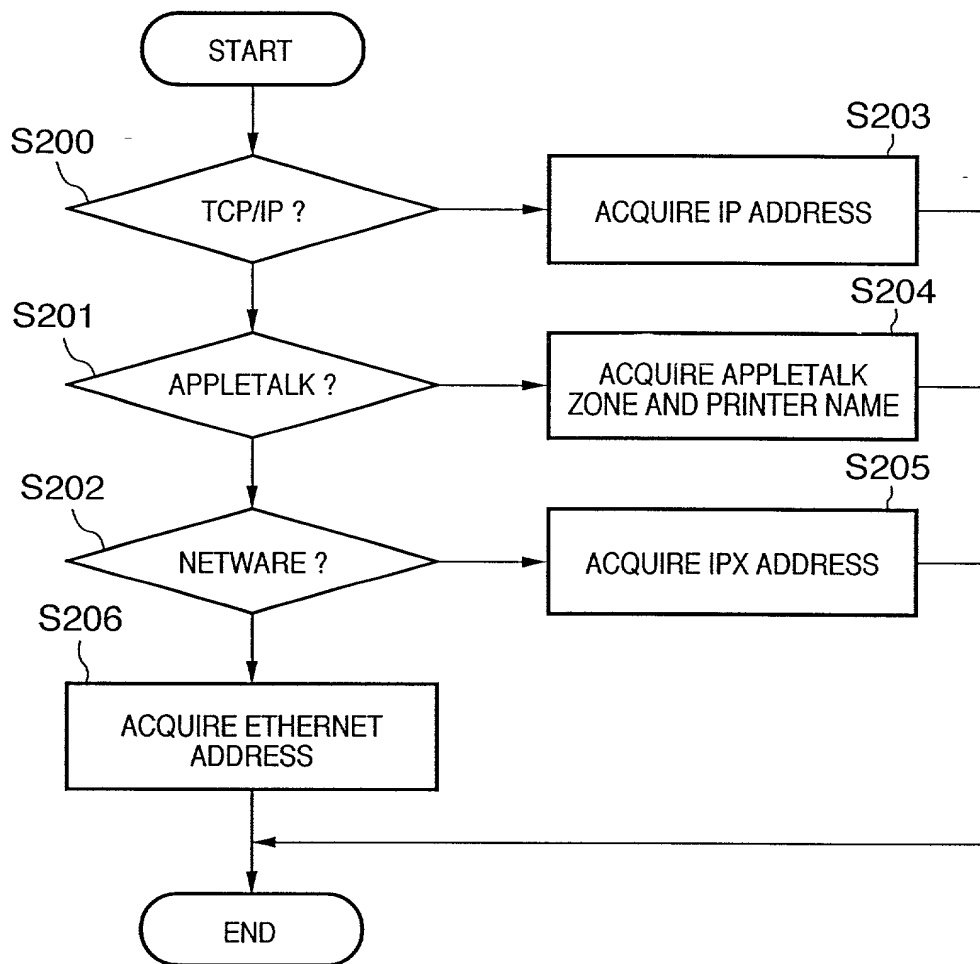 START
S200
TCP/IP ?
S203
ACQUIRE IP ADDRESS
S201
APPLETALK ?
S204
ACQUIRE APPLETALK
ZONE AND PRINTER NAME
S202
NETWARE ?
S205
ACQUIRE IPX ADDRESS
S206
ACQUIRE ETHERNET
ADDRESS
END